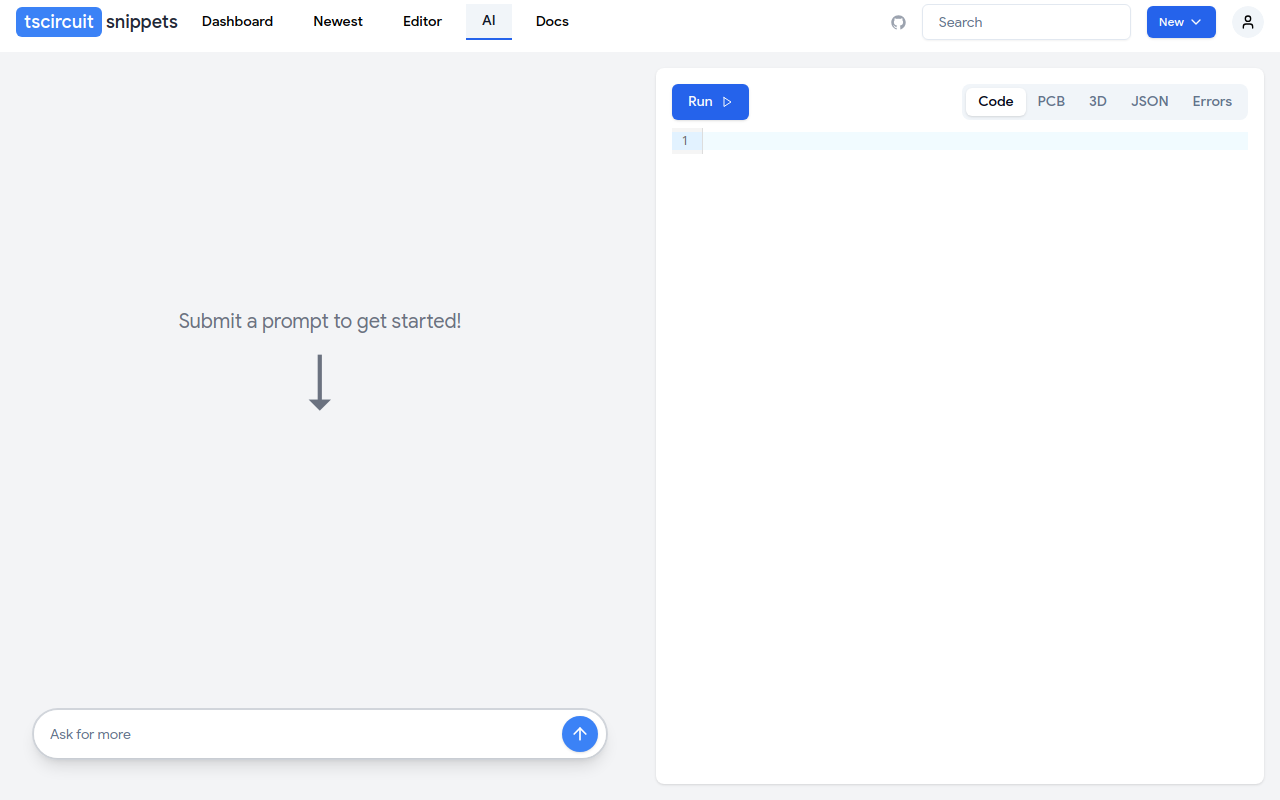 tscircuit snippets Dashboard Newest Editor AI Docs Search New
Run Code PCB 3D JSON Errors
1
Submit a prompt to get started!
Ask for more